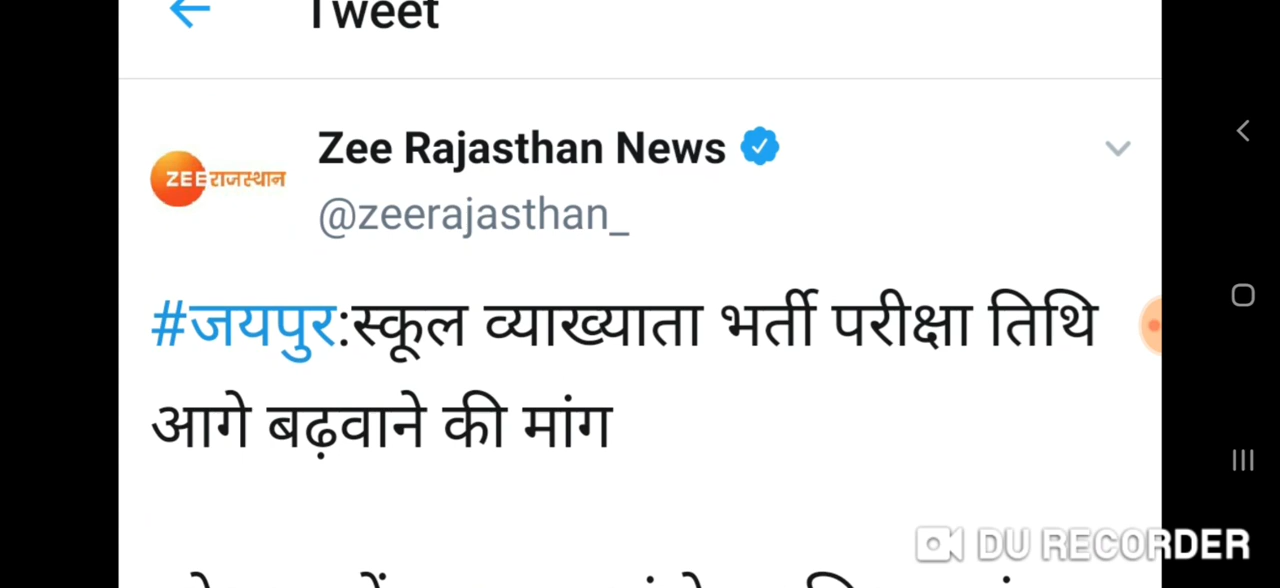 Tweet
Zee Rajasthan News
ZEE राजस्थान
@zeerajasthan_
#जयपुर:स्कूल व्याख्याता भर्ती परीक्षा तिथि
आगे बढ़वाने की मांग
DU RECORDER